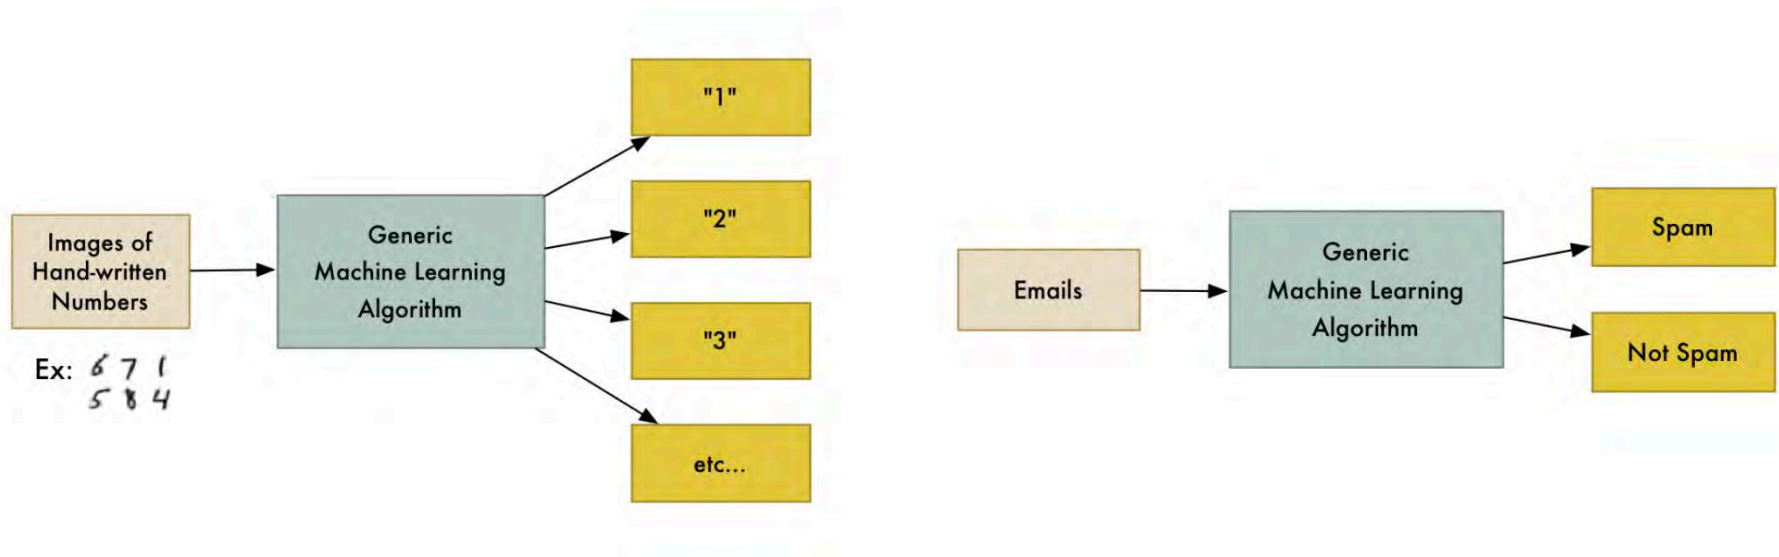 Images of
Hand-written
Numbers
Ex: 6 7 1
5 8 4
Generic
Machine Learning
Algorithm
"1"
"2"
"3"
etc...
Emails
Generic
Machine Learning
Algorithm
Spam
Not Spam